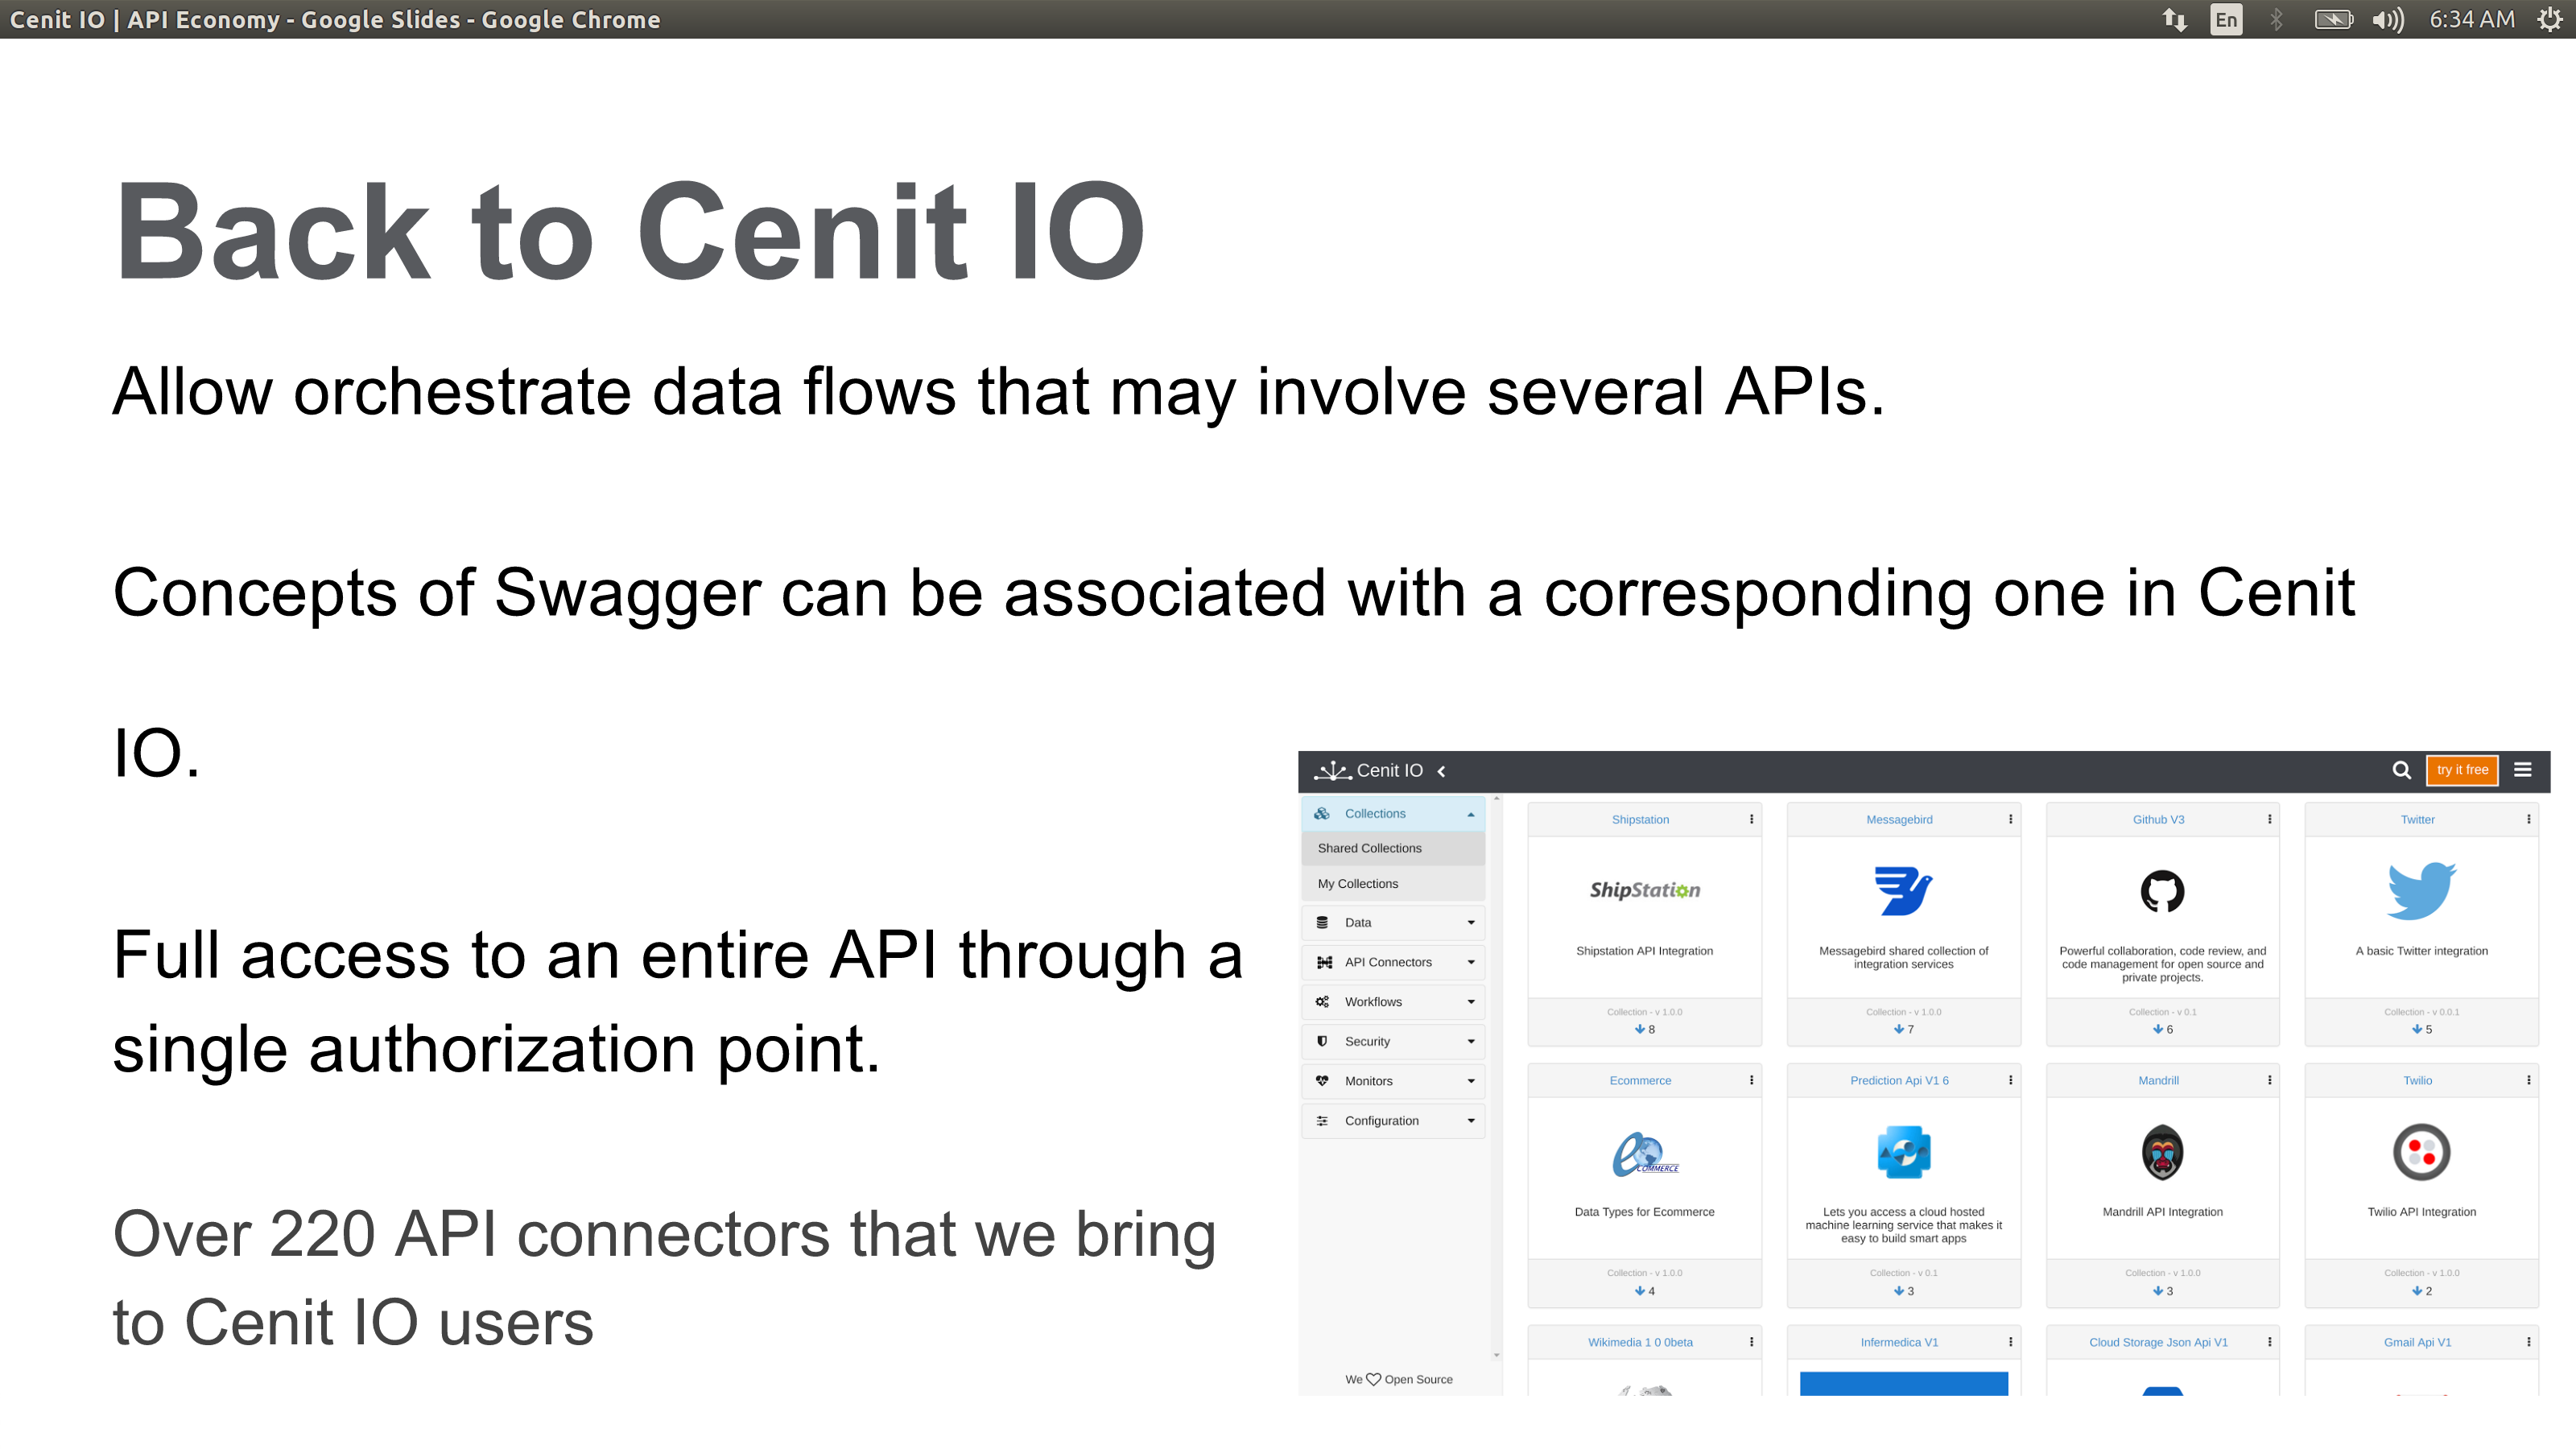 Cenit IO | API Economy - Google Slides - Google Chrome
En
6:34 AM
Back to Cenit IO
Allow orchestrate data flows that may involve several APIs.
Concepts of Swagger can be associated with a corresponding one in Cenit
IO.
Full access to an entire API through a
single authorization point.
Over 220 API connectors that we bring
to Cenit IO users
Cenit IO
try it free
Collections
Shared Collections
My Collections
Data
API Connectors
Workflows
Security
Monitors
Configuration
We Open Source
Shipstation
ShipStation
Shipstation API Integration
Collection - v 1.0.0
8
Messagebird
Messagebird shared collection of
integration services
Collection - v 1.0.0
7
Github V3
Powerful collaboration, code review, and
code management for open source and
private projects.
Collection - v 0.1
6
Twitter
A basic Twitter integration
Collection - v 0.0.1
5
Ecommerce
e COMMERCE
Data Types for Ecommerce
Collection - v 1.0.0
4
Prediction Api V1 6
Lets you access a cloud hosted
machine learning service that makes it
easy to build smart apps
Collection - v 0.1
3
Mandrill
Mandrill API Integration
Collection - v 1.0.0
3
Twilio
Twilio API Integration
Collection - v 1.0.0
2
Wikimedia 1 0 0beta
Infermedica V1
Cloud Storage Json Api V1
Gmail Api V1